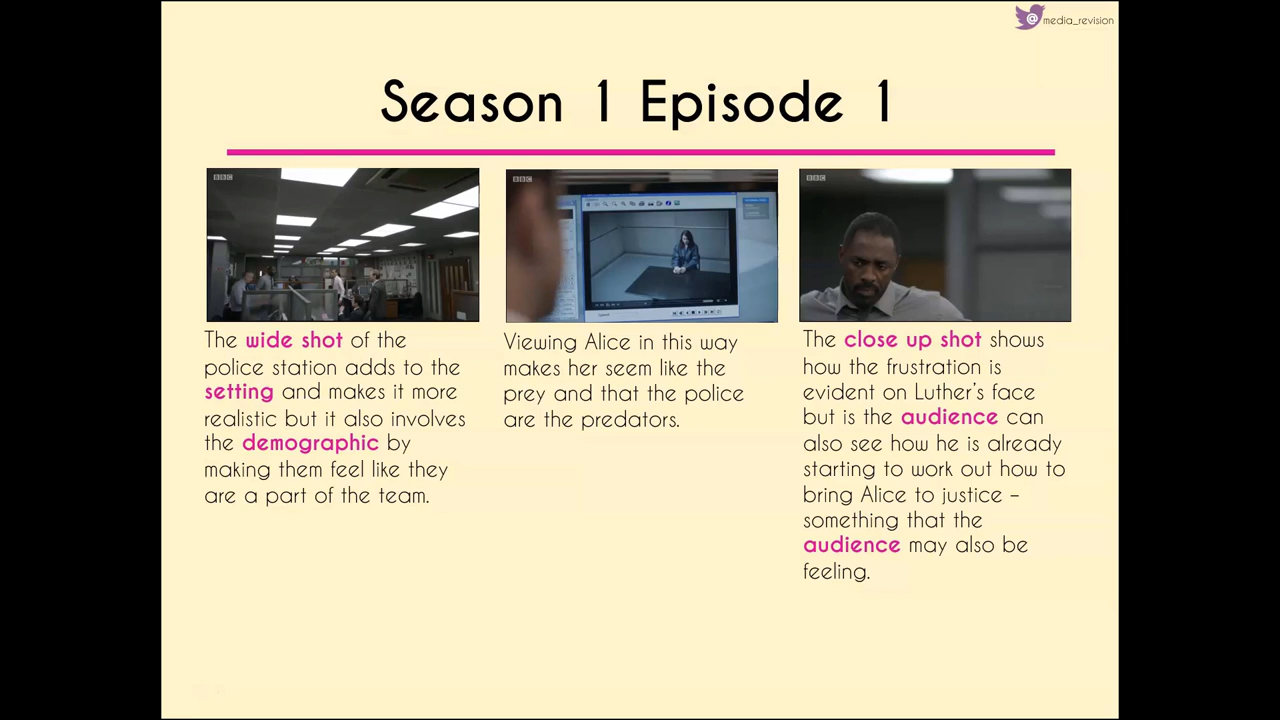 @media_revision
Season 1 Episode 1
BBC
BBC
BBC
The wide shot of the
police station adds to the
setting and makes it more
realistic but it also involves
the demographic by
making them feel like they
are a part of the team.
Viewing Alice in this way
makes her seem like the
prey and that the police
are the predators.
The close up shot shows
how the frustration is
evident on Luther's face
but is the audience can
also see how he is already
starting to work out how to
bring Alice to justice –
something that the
audience may also be
feeling.